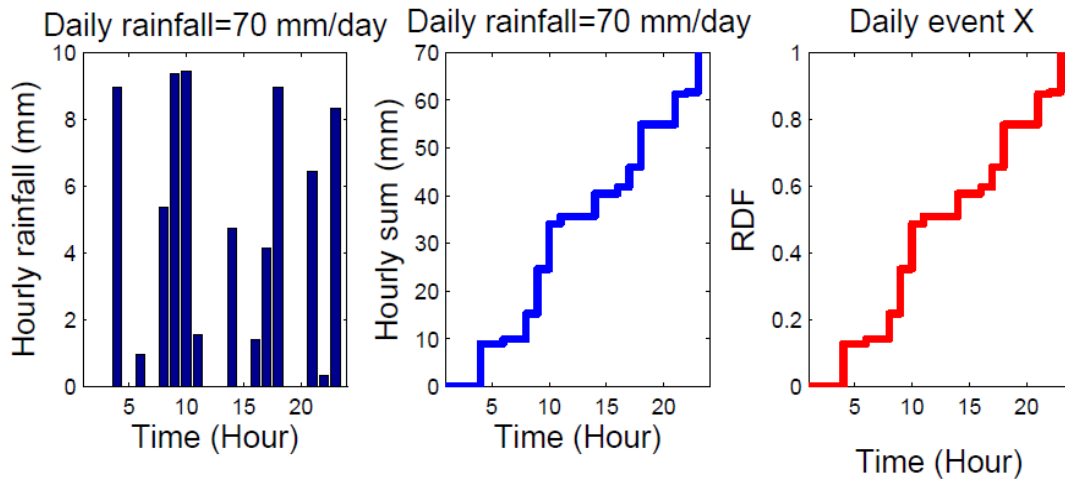 Daily rainfall=70 mm/day
Hourly rainfall (mm)
10
8
6
4
2
0
5 10 15 20
Time (Hour)
Daily rainfall=70 mm/day
Hourly sum (mm)
70
60
50
40
30
20
10
0
5 10 15 20
Time (Hour)
Daily event X
RDF
1
0.8
0.6
0.4
0.2
0
5 10 15 20
Time (Hour)